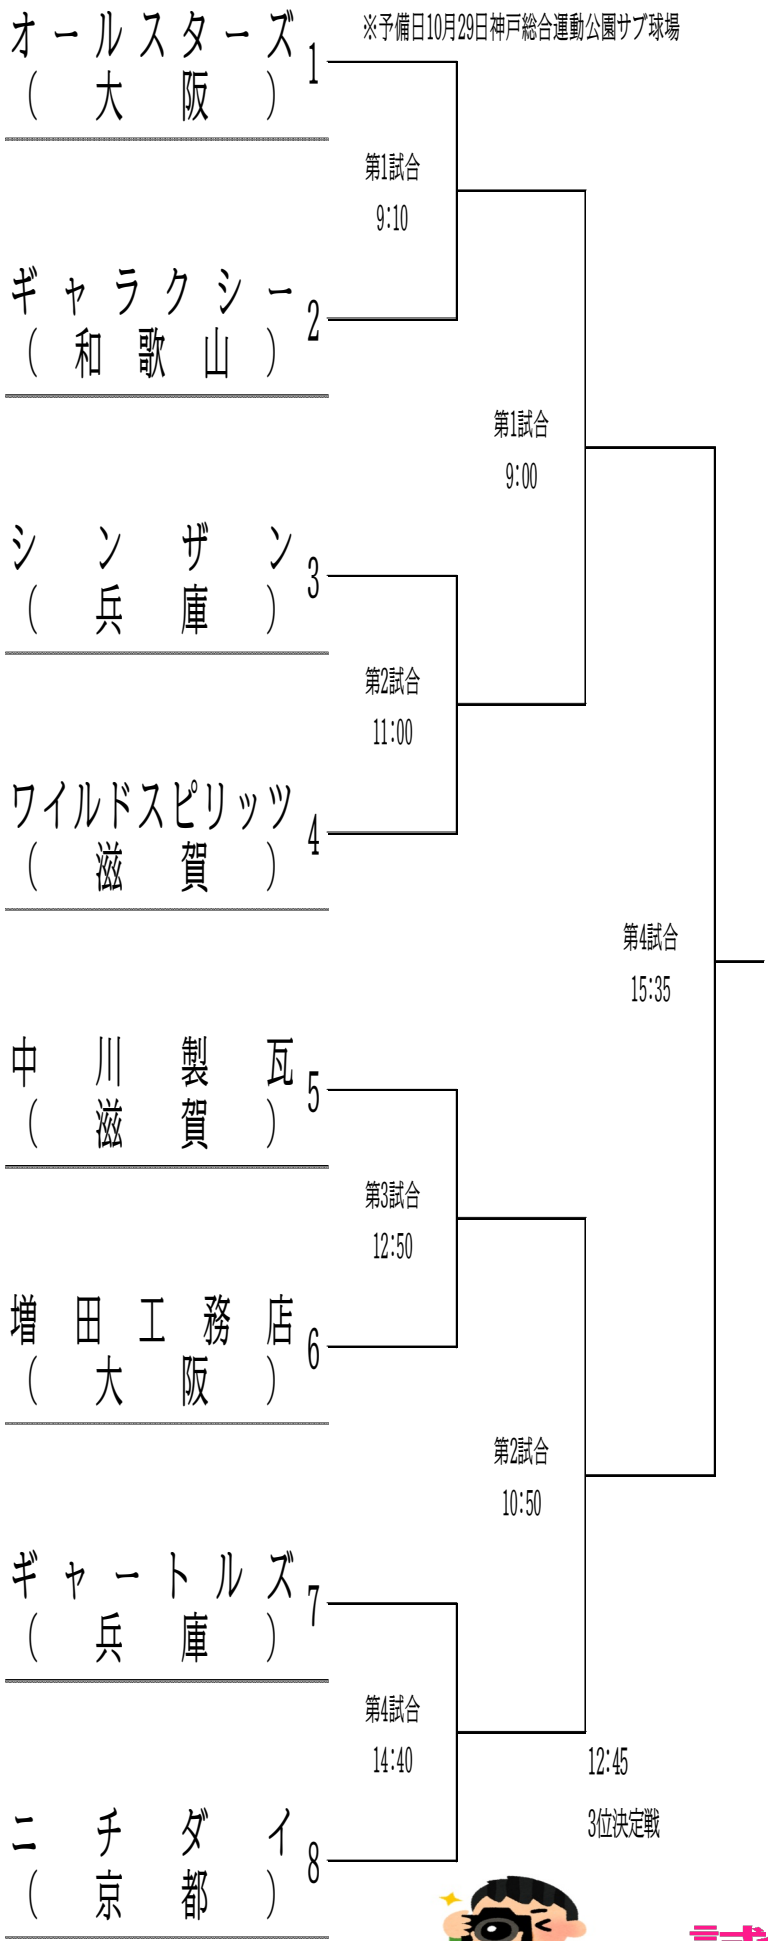 ※予備日10月29日神戸総合運動公園サブ球場
オールスターズ
(大阪)
1
第1試合
9:10
ギャラクシー
(和歌山)
2
第1試合
9:00
シンザン
(兵庫)
3
第2試合
11:00
ワイルドスピリッツ
(滋賀)
4
第4試合
15:35
中川製瓦
(滋賀)
5
第3試合
12:50
増田工務店
(大阪)
6
第2試合
10:50
ギャートルズ
(兵庫)
7
第4試合
14:40
12:45
3位決定戦
ニチダイ
(京都)
8